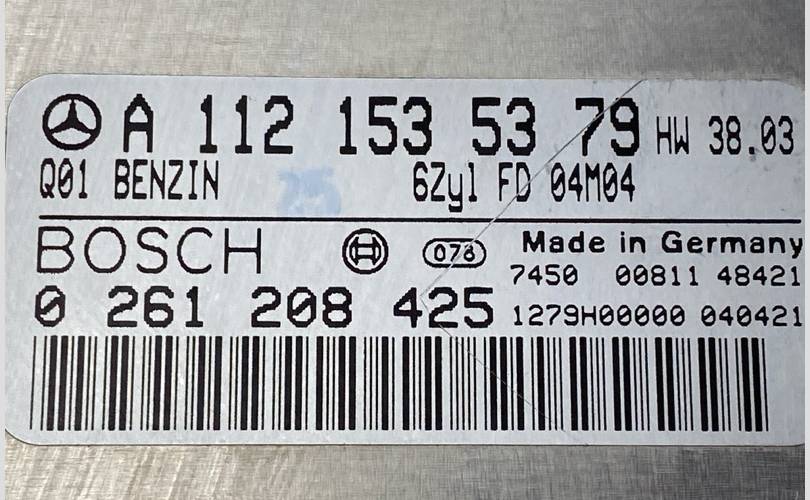 A 112 153 53 79 HW 38.03
Q01 BENZIN 25 6Zyl FD 04M04
BOSCH 078 Made in Germany
7450 00811 48421
0 261 208 425 1279H00000 040421